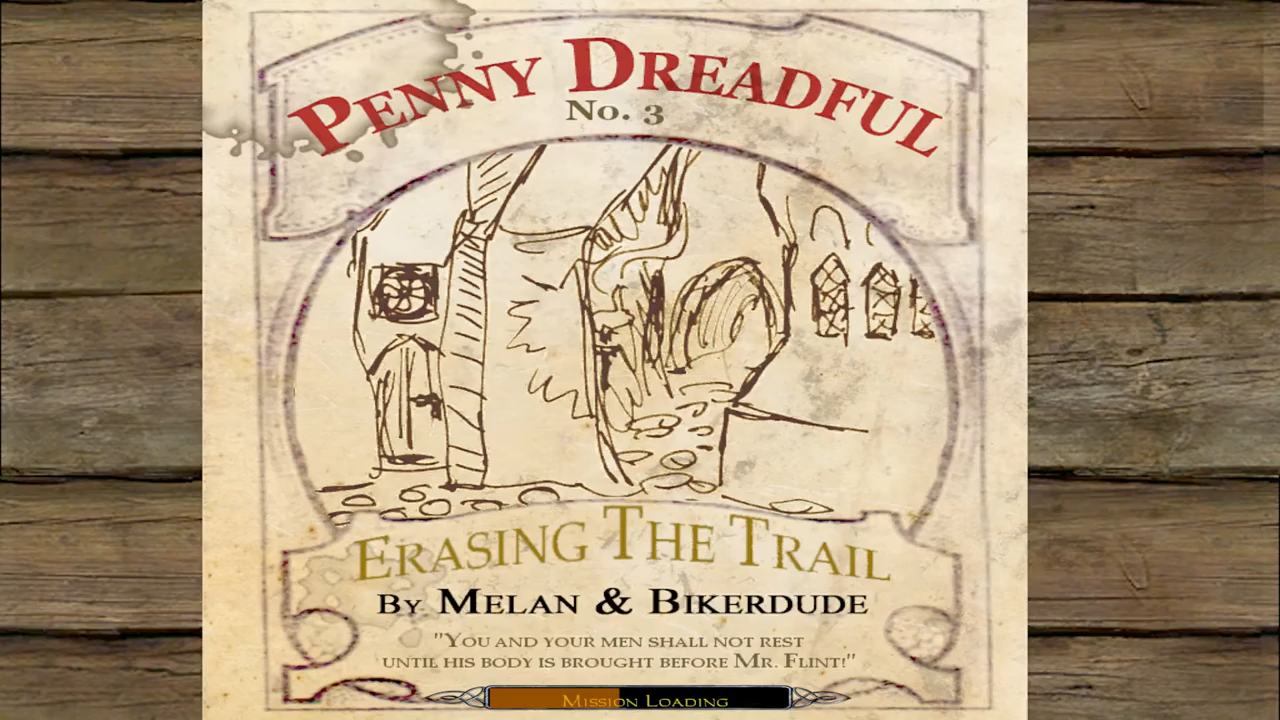 PENNY DREADFUL
No. 3
ERASING THE TRAIL
BY MELAN & BIKERDUDE
"YOU AND YOUR MEN SHALL NOT REST
UNTIL HIS BODY IS BROUGHT BEFORE MR. FLINT!"
MISSION LOADING